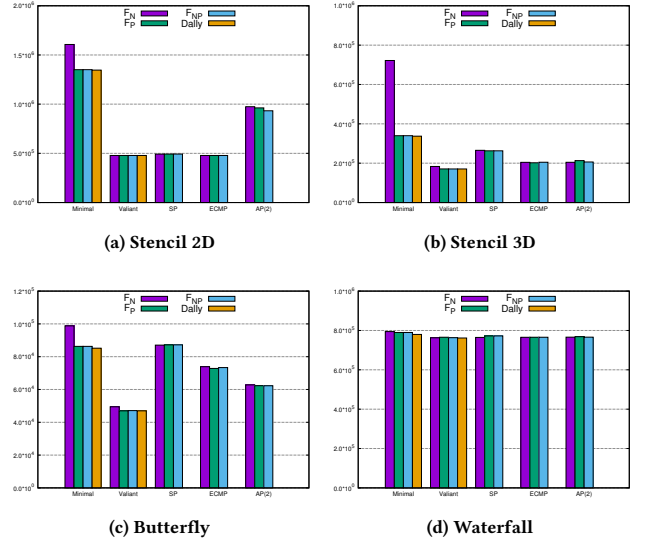 2.0*10^6
1.5*10^6
1.0*10^6
5.0*10^5
0.0*10^0
F_N F_NP
F_P Dally
Minimal Valiant SP ECMP AP(2)
(a) Stencil 2D
1.0*10^6
8.0*10^5
6.0*10^5
4.0*10^5
2.0*10^5
0.0*10^0
F_N F_NP
F_P Dally
Minimal Valiant SP ECMP AP(2)
(b) Stencil 3D
1.2*10^5
1.0*10^5
8.0*10^4
6.0*10^4
4.0*10^4
2.0*10^4
0.0*10^0
F_N F_NP
F_P Dally
Minimal Valiant SP ECMP AP(2)
(c) Butterfly
1.0*10^6
8.0*10^5
6.0*10^5
4.0*10^5
2.0*10^5
0.0*10^0
F_N F_NP
F_P Dally
Minimal Valiant SP ECMP AP(2)
(d) Waterfall